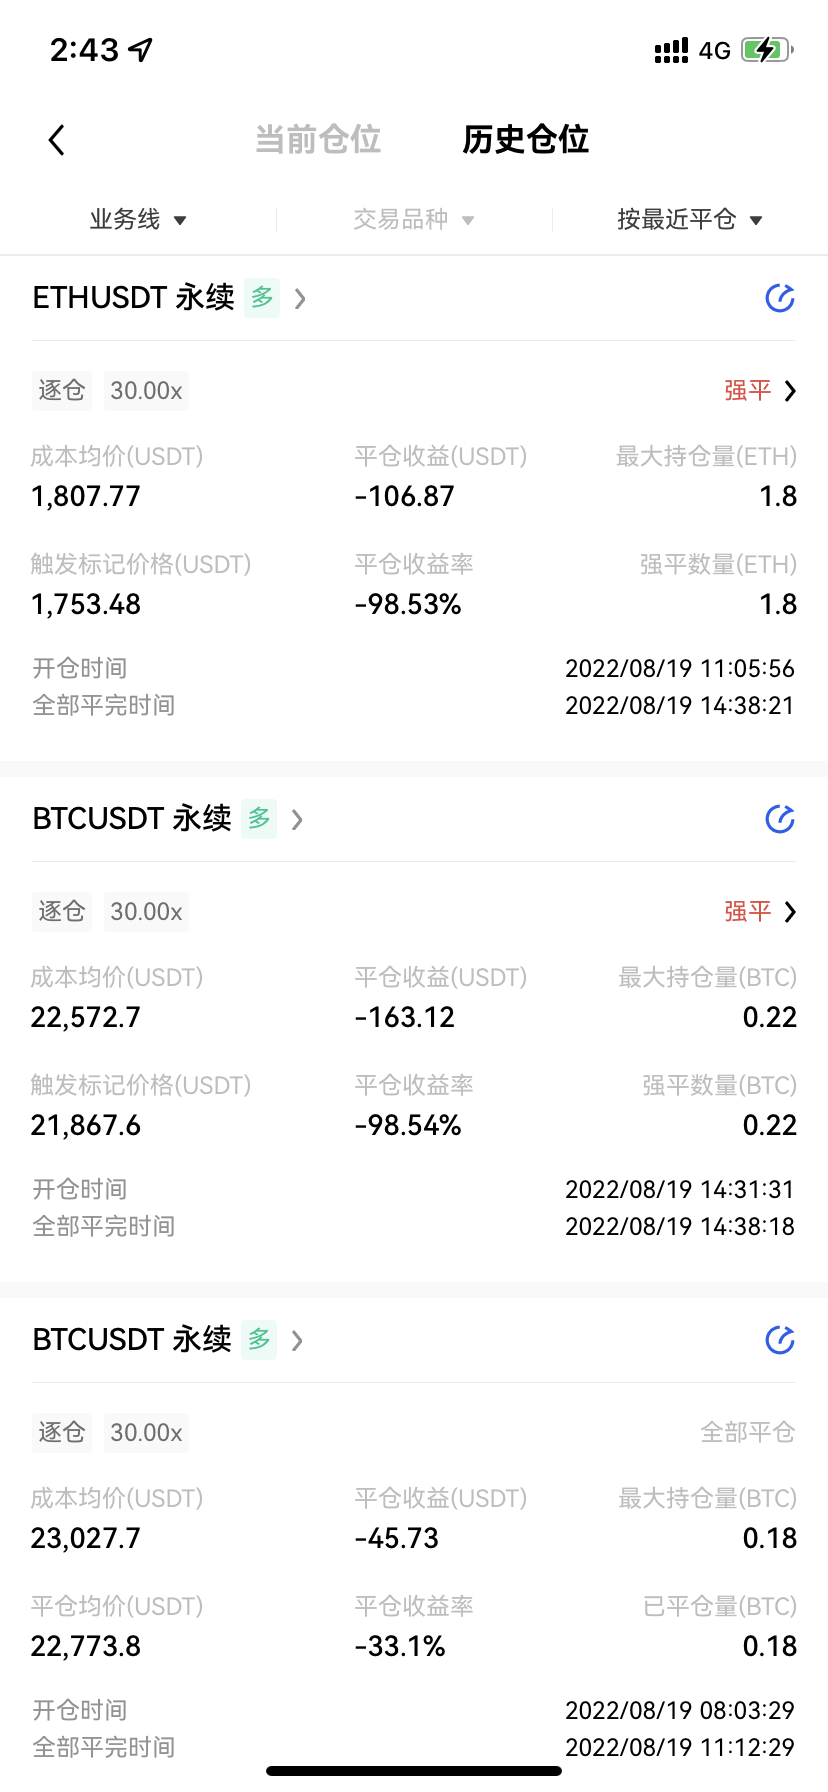 2:43 4G
当前仓位 历史仓位
业务线 交易品种 按最近平仓
ETHUSDT 永续 多
逐仓 30.00x 强平
成本均价(USDT) 平仓收益(USDT) 最大持仓量(ETH)
1,807.77 -106.87 1.8
触发标记价格(USDT) 平仓收益率 强平数量(ETH)
1,753.48 -98.53% 1.8
开仓时间 2022/08/19 11:05:56
全部平完时间 2022/08/19 14:38:21
BTCUSDT 永续 多
逐仓 30.00x 强平
成本均价(USDT) 平仓收益(USDT) 最大持仓量(BTC)
22,572.7 -163.12 0.22
触发标记价格(USDT) 平仓收益率 强平数量(BTC)
21,867.6 -98.54% 0.22
开仓时间 2022/08/19 14:31:31
全部平完时间 2022/08/19 14:38:18
BTCUSDT 永续 多
逐仓 30.00x 全部平仓
成本均价(USDT) 平仓收益(USDT) 最大持仓量(BTC)
23,027.7 -45.73 0.18
平仓均价(USDT) 平仓收益率 已平仓量(BTC)
22,773.8 -33.1% 0.18
开仓时间 2022/08/19 08:03:29
全部平完时间 2022/08/19 11:12:29